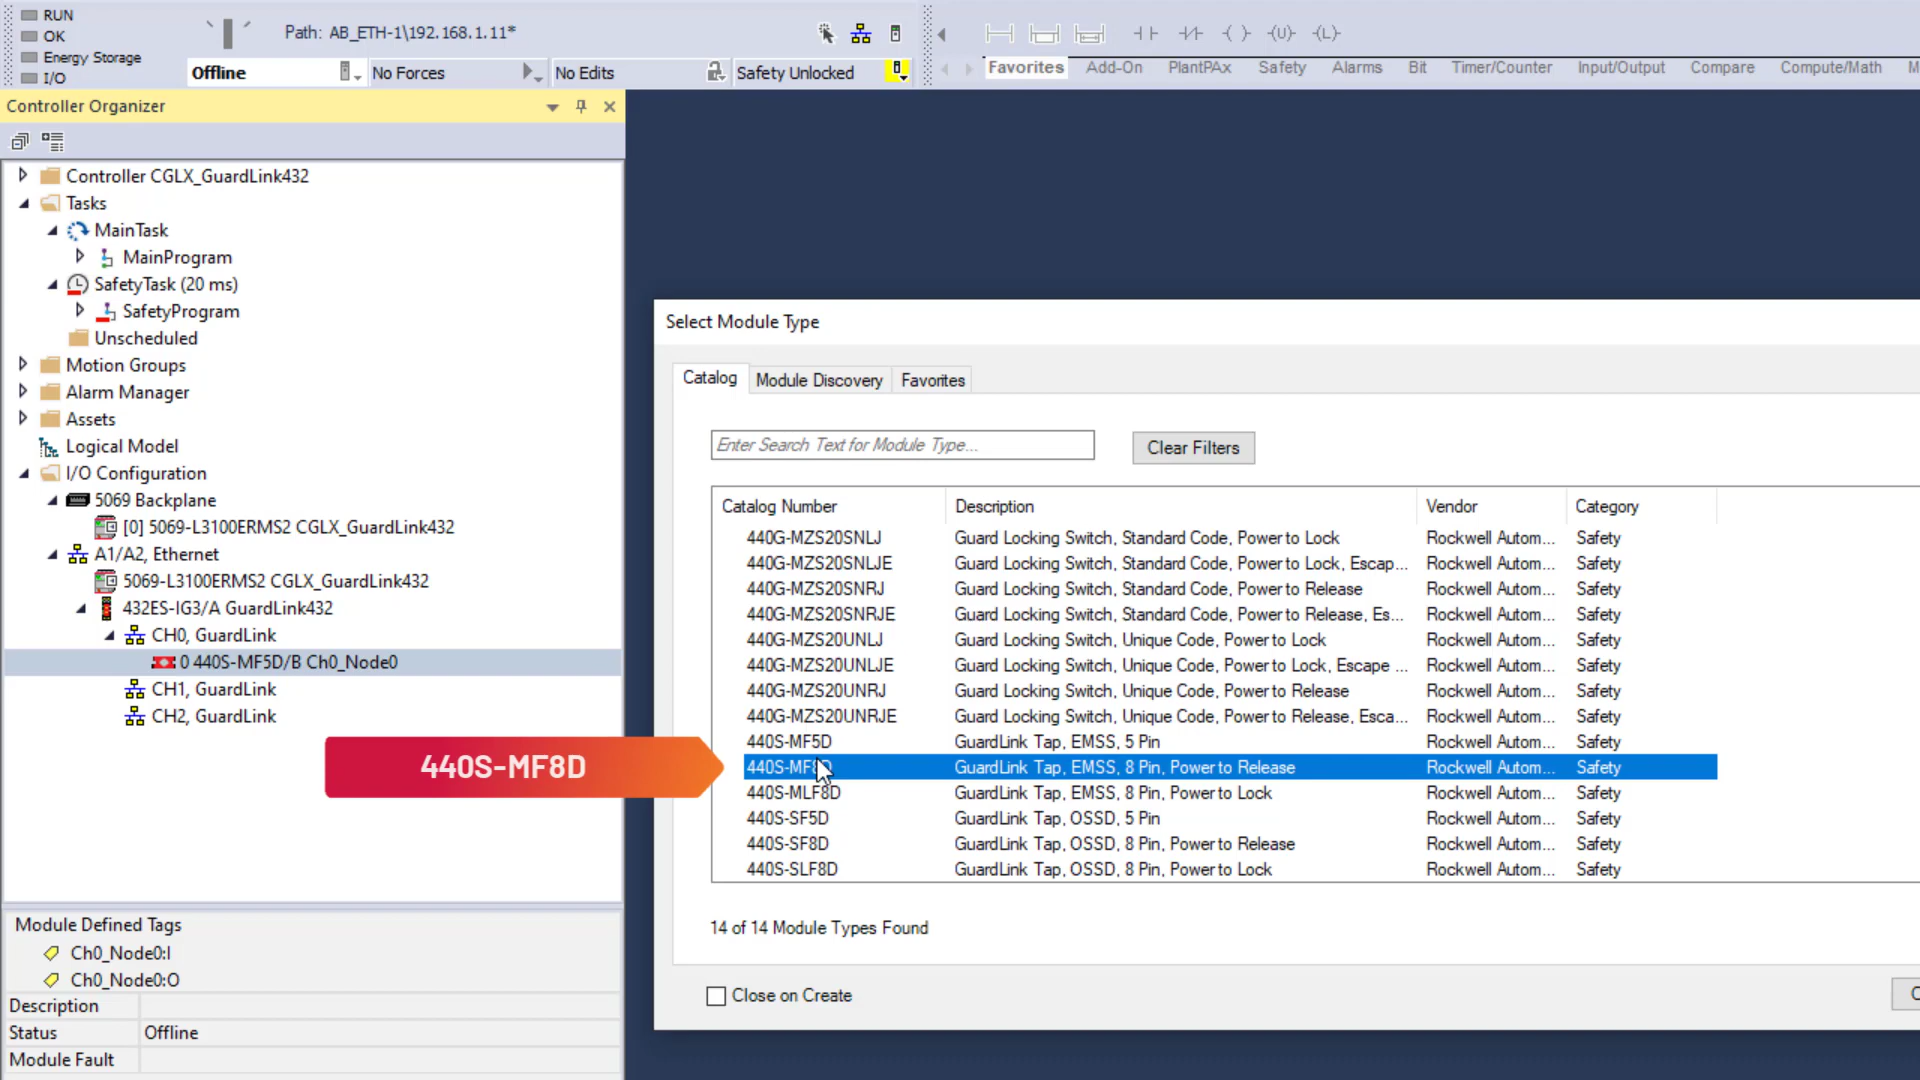 RUN
OK
Energy Storage
I/O
Path: AB_ETH-1\192.168.1.11*
Offline
No Forces
No Edits
Safety Unlocked
Favorites Add-On PlantPAx Safety Alarms Bit Timer/Counter Input/Output Compare Compute/Math M
Controller Organizer
Controller CGLX_GuardLink432
Tasks
MainTask
MainProgram
SafetyTask (20 ms)
SafetyProgram
Unscheduled
Motion Groups
Alarm Manager
Assets
Logical Model
I/O Configuration
5069 Backplane
[0] 5069-L3100ERMS2 CGLX_GuardLink432
A1/A2, Ethernet
5069-L3100ERMS2 CGLX_GuardLink432
432ES-IG3/A GuardLink432
CH0, GuardLink
0 440S-MF5D/B Ch0_Node0
CH1, GuardLink
CH2, GuardLink
440S-MF8D
Module Defined Tags
Ch0_Node0:I
Ch0_Node0:O
Description
Status Offline
Module Fault
Select Module Type
Catalog Module Discovery Favorites
Enter Search Text for Module Type...
Clear Filters
Catalog Number Description Vendor Category
440G-MZS20SNLJ Guard Locking Switch, Standard Code, Power to Lock Rockwell Autom... Safety
440G-MZS20SNLJE Guard Locking Switch, Standard Code, Power to Lock, Escap... Rockwell Autom... Safety
440G-MZS20SNRJ Guard Locking Switch, Standard Code, Power to Release Rockwell Autom... Safety
440G-MZS20SNRJE Guard Locking Switch, Standard Code, Power to Release, Es... Rockwell Autom... Safety
440G-MZS20UNLJ Guard Locking Switch, Unique Code, Power to Lock Rockwell Autom... Safety
440G-MZS20UNLJE Guard Locking Switch, Unique Code, Power to Lock, Escape ... Rockwell Autom... Safety
440G-MZS20UNRJ Guard Locking Switch, Unique Code, Power to Release Rockwell Autom... Safety
440G-MZS20UNRJE Guard Locking Switch, Unique Code, Power to Release, Esca... Rockwell Autom... Safety
440S-MF5D GuardLink Tap, EMSS, 5 Pin Rockwell Autom... Safety
440S-MF8D GuardLink Tap, EMSS, 8 Pin, Power to Release Rockwell Autom... Safety
440S-MLF8D GuardLink Tap, EMSS, 8 Pin, Power to Lock Rockwell Autom... Safety
440S-SF5D GuardLink Tap, OSSD, 5 Pin Rockwell Autom... Safety
440S-SF8D GuardLink Tap, OSSD, 8 Pin, Power to Release Rockwell Autom... Safety
440S-SLF8D GuardLink Tap, OSSD, 8 Pin, Power to Lock Rockwell Autom... Safety
14 of 14 Module Types Found
Close on Create